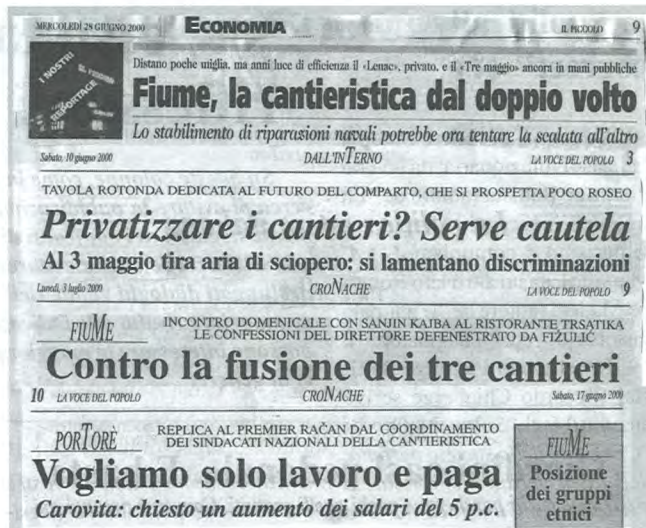 MERCOLEDÌ 28 GIUGNO 2000 ECONOMIA IL PICCOLO 9
I NOSTRI
REPORTAGE
Distano poche miglia, ma anni luce di efficienza il «Lenac», privato, e il «Tre maggio» ancora in mani pubbliche
Fiume, la cantieristica dal doppio volto
Lo stabilimento di riparazioni navali potrebbe ora tentare la scalata all'altro
Sabato, 10 giugno 2000 DALL'INTERNO LA VOCE DEL POPOLO 3
TAVOLA ROTONDA DEDICATA AL FUTURO DEL COMPARTO, CHE SI PROSPETTA POCO ROSEO
Privatizzare i cantieri? Serve cautela
Al 3 maggio tira aria di sciopero: si lamentano discriminazioni
Lunedì, 3 luglio 2000 CRONACHE LA VOCE DEL POPOLO 9
FIUME
INCONTRO DOMENICALE CON SANJIN KAJBA AL RISTORANTE TRSATIKA
LE CONFESSIONI DEL DIRETTORE DEFENESTRATO DA FIŽULIĆ
Contro la fusione dei tre cantieri
10 LA VOCE DEL POPOLO CRONACHE Sabato, 17 giugno 2000
PORTORÈ
REPLICA AL PREMIER RAČAN DAL COORDINAMENTO
DEI SINDACATI NAZIONALI DELLA CANTIERISTICA
Vogliamo solo lavoro e paga
Carovita: chiesto un aumento dei salari del 5 p.c.
FIUME
Posizione
dei gruppi
etnici